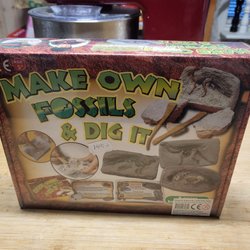 MAKE OWN
FOSSILS
& DIG IT